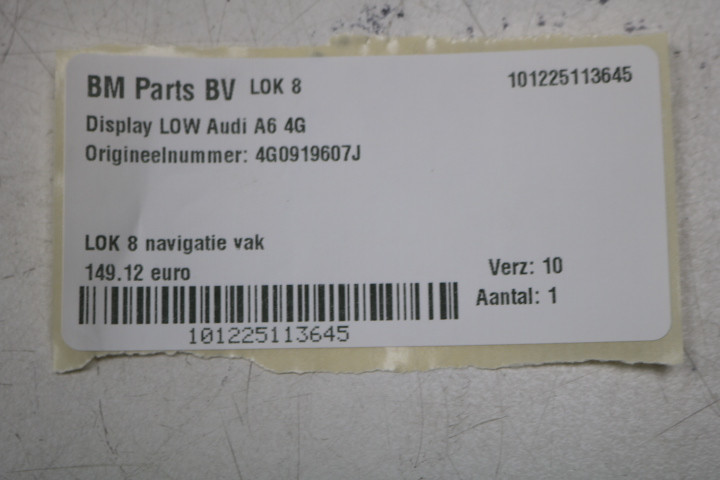 BM Parts BV LOK 8 101225113645
Display LOW Audi A6 4G
Origineelnummer: 4G0919607J
LOK 8 navigatie vak
149.12 euro Verz: 10
Aantal: 1
101225113645